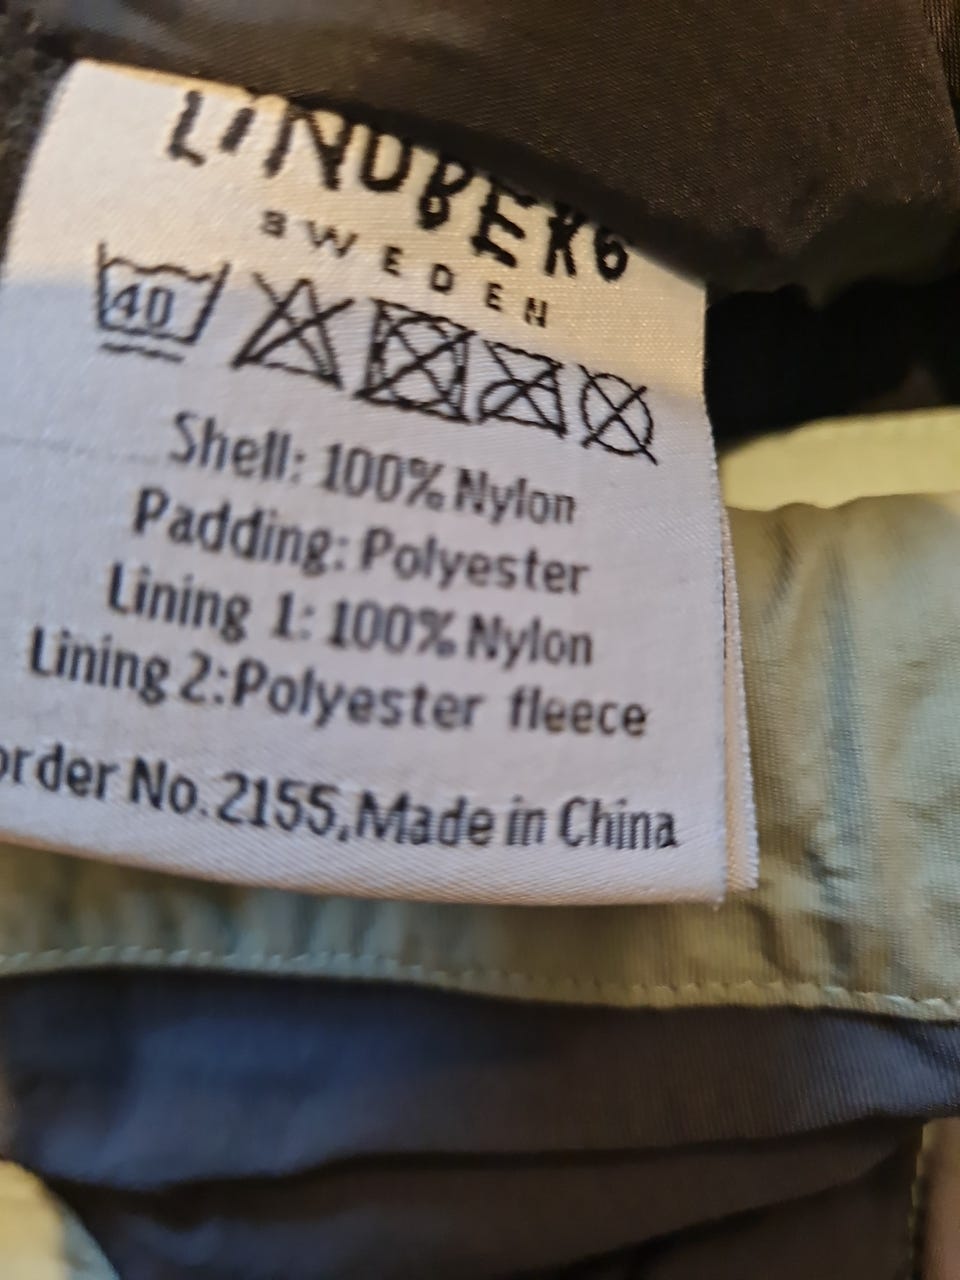 LINDBERG
SWEDEN
40
Shell: 100% Nylon
Padding: Polyester
Lining 1: 100% Nylon
Lining 2:Polyester fleece
order No.2155,Made in China